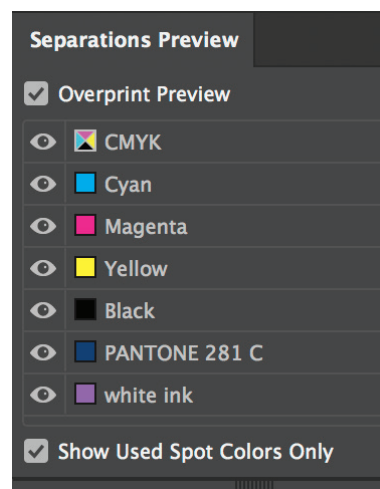 Separations Preview
Overprint Preview
CMYK
Cyan
Magenta
Yellow
Black
PANTONE 281 C
white ink
Show Used Spot Colors Only